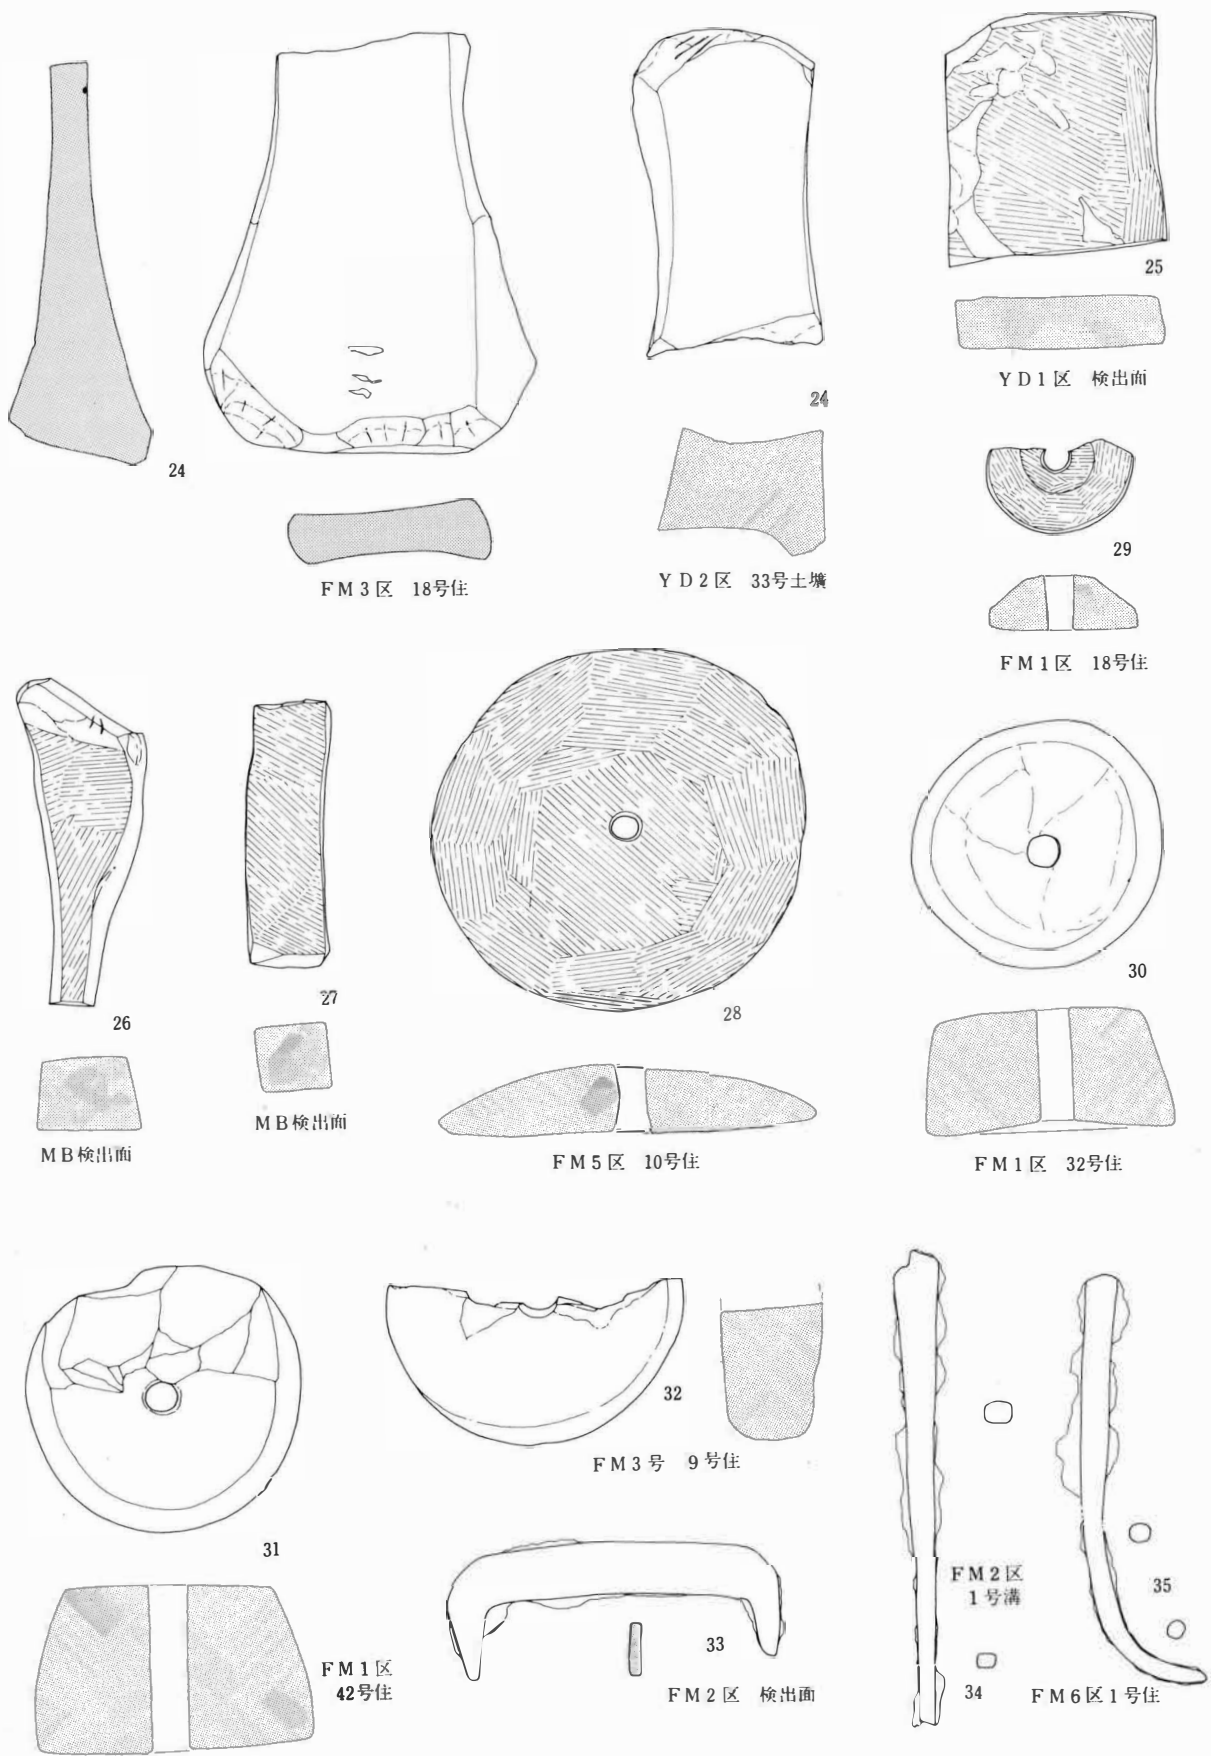 24
FM3区 18号住
24
YD2区 33号土壙
25
YD1区 検出面
29
FM1区 18号住
26
MB検出面
27
MB検出面
28
FM5区 10号住
30
FM1区 32号住
31
FM1区
42号住
32
FM3号 9号住
33
FM2区 検出面
FM2区
1号溝
34
35
FM6区1号住